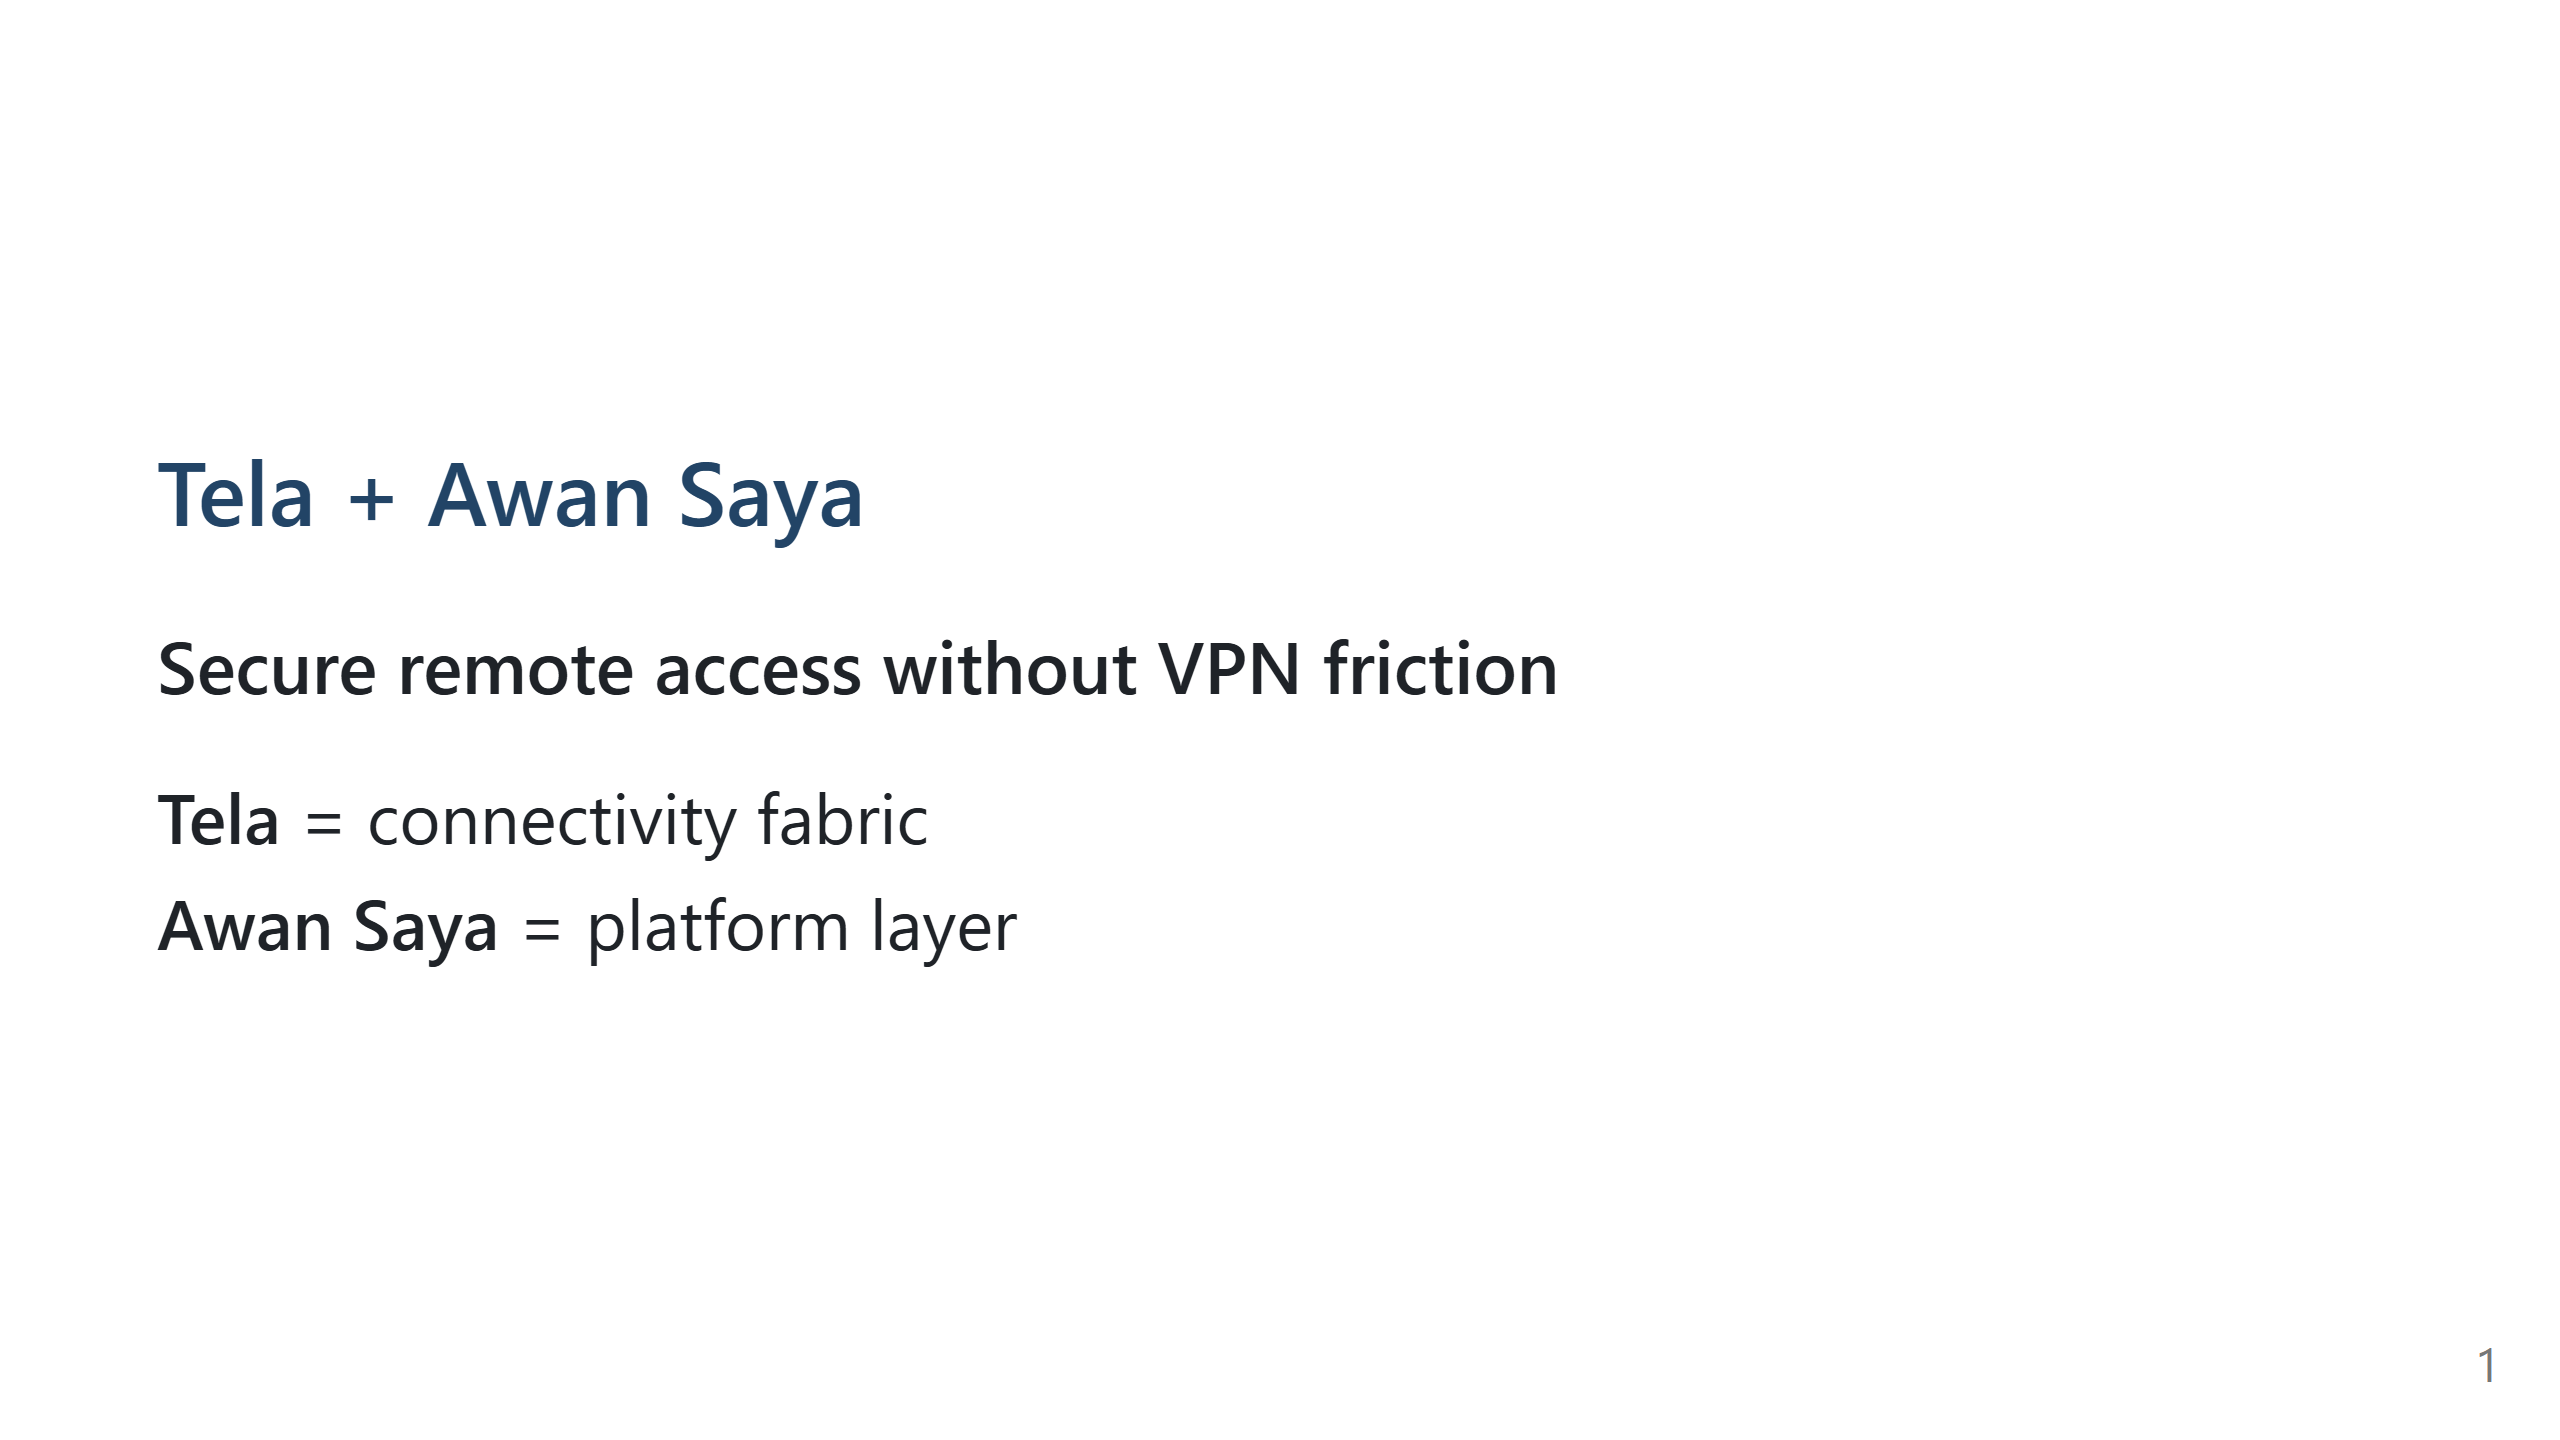 Tela + Awan Saya
Secure remote access without VPN friction
Tela = connectivity fabric
Awan Saya = platform layer
1